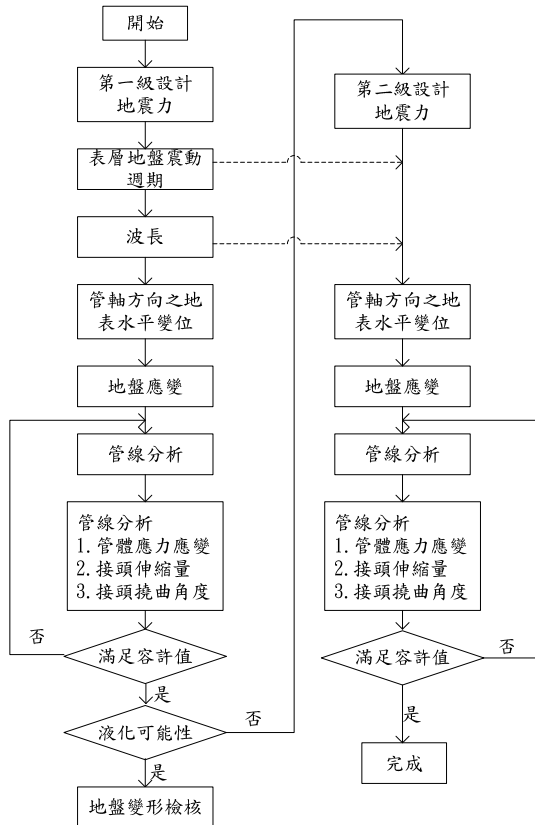 開始
第一級設計
地震力
表層地盤震動
週期
波長
管軸方向之地
表水平變位
地盤應變
管線分析
管線分析
1.管體應力應變
2.接頭伸縮量
3.接頭撓曲角度
否
滿足容許值
是
液化可能性
否
是
地盤變形檢核
第二級設計
地震力
管軸方向之地
表水平變位
地盤應變
管線分析
管線分析
1.管體應力應變
2.接頭伸縮量
3.接頭撓曲角度
滿足容許值
否
是
完成